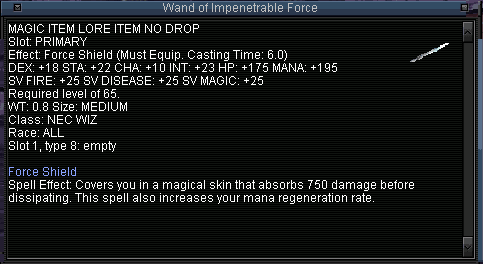 Wand of Impenetrable Force
MAGIC ITEM LORE ITEM NO DROP
Slot: PRIMARY
Effect: Force Shield (Must Equip. Casting Time: 6.0)
DEX: +18 STA: +22 CHA: +10 INT: +23 HP: +175 MANA: +195
SV FIRE: +25 SV DISEASE: +25 SV MAGIC: +25
Required level of 65.
WT: 0.8 Size: MEDIUM
Class: NEC WIZ
Race: ALL
Slot 1, type 8: empty
Force Shield
Spell Effect: Covers you in a magical skin that absorbs 750 damage before
dissipating. This spell also increases your mana regeneration rate.